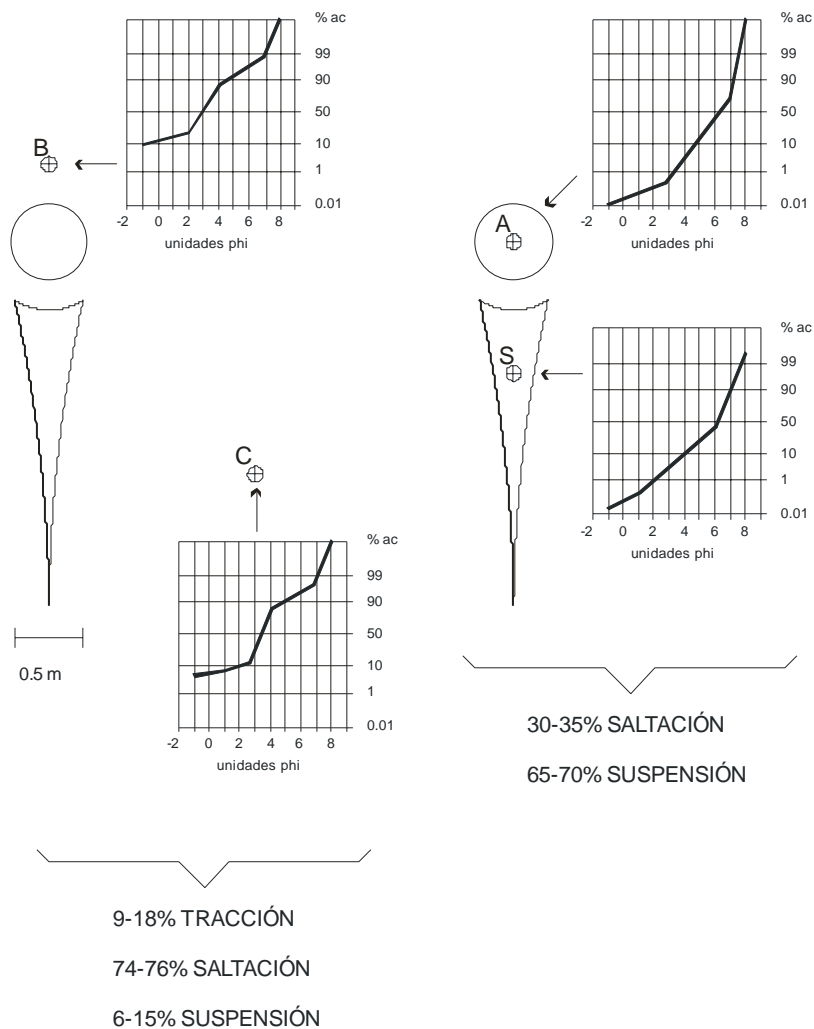 % ac
99
90
50
10
1
0.01
-2 0 2 4 6 8
unidades phi
B
% ac
99
90
50
10
1
0.01
-2 0 2 4 6 8
unidades phi
A
% ac
99
90
50
10
1
0.01
-2 0 2 4 6 8
unidades phi
S
C
% ac
99
90
50
10
1
0.01
-2 0 2 4 6 8
unidades phi
0.5 m
30-35% SALTACIÓN
65-70% SUSPENSIÓN
9-18% TRACCIÓN
74-76% SALTACIÓN
6-15% SUSPENSIÓN